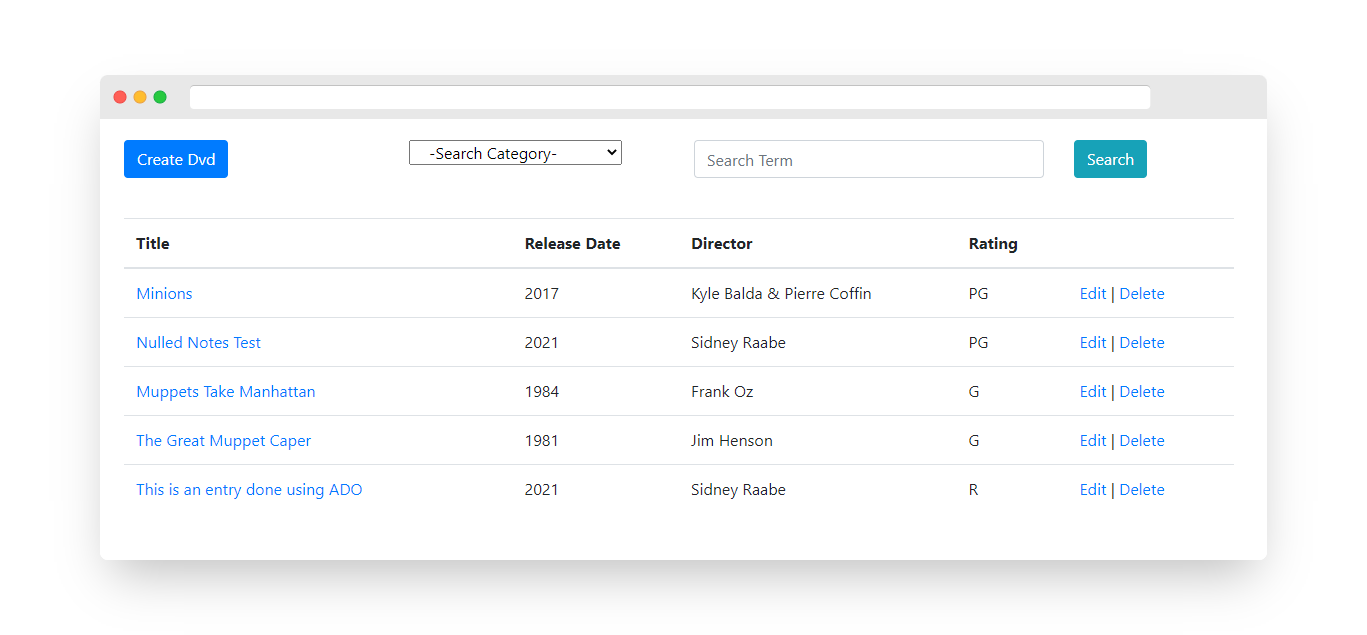 Create Dvd -Search Category- Search Term Search
Title Release Date Director Rating
Minions 2017 Kyle Balda & Pierre Coffin PG Edit | Delete
Nulled Notes Test 2021 Sidney Raabe PG Edit | Delete
Muppets Take Manhattan 1984 Frank Oz G Edit | Delete
The Great Muppet Caper 1981 Jim Henson G Edit | Delete
This is an entry done using ADO 2021 Sidney Raabe R Edit | Delete